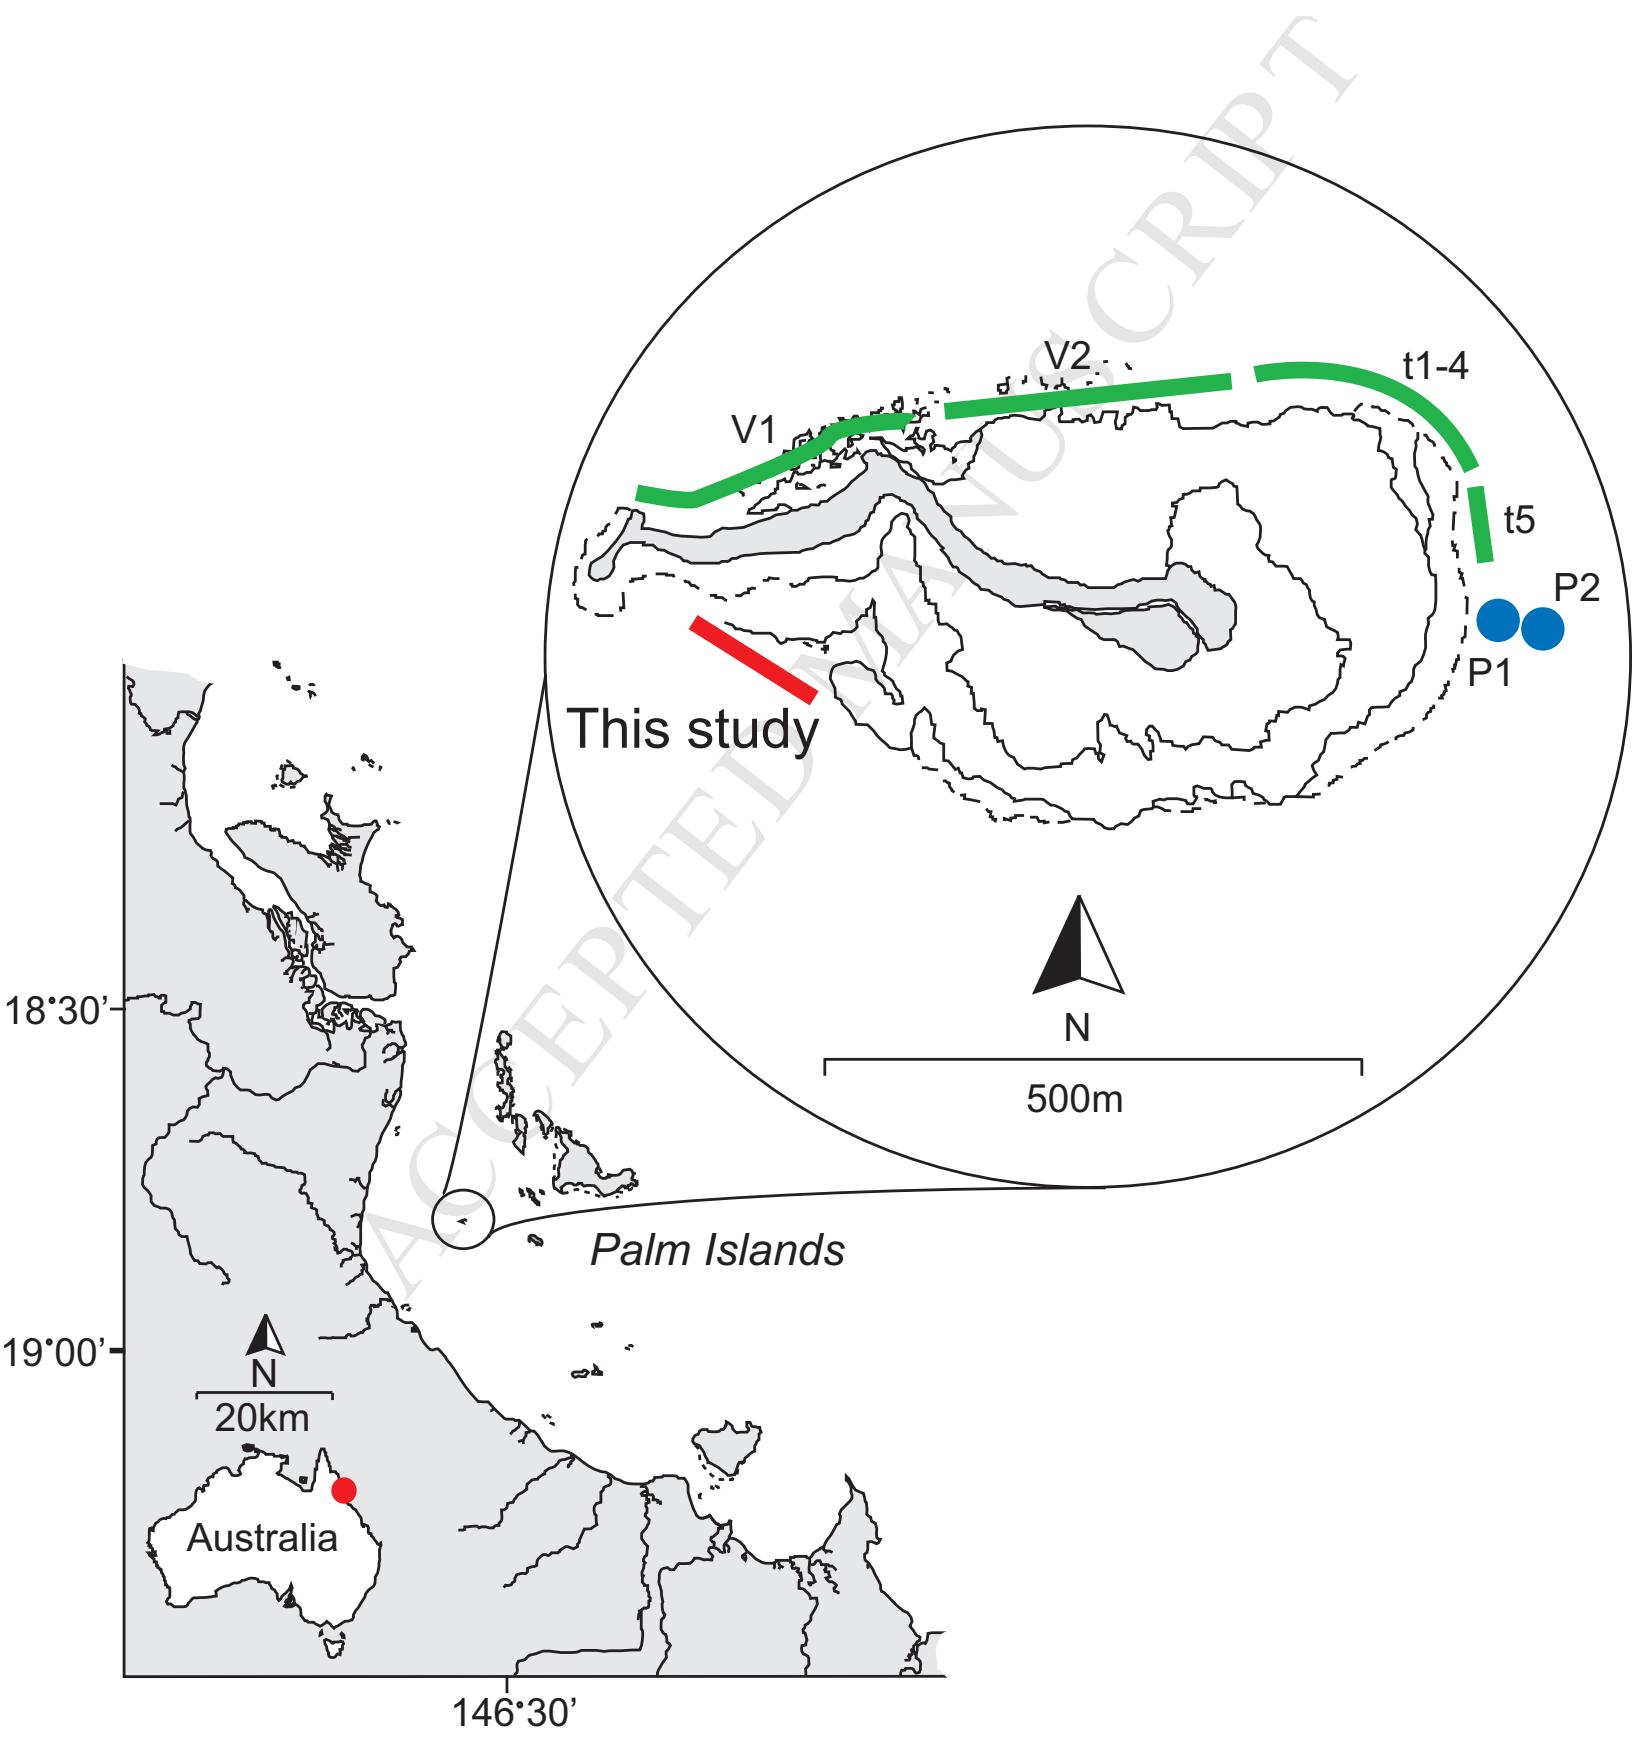 ACCEPTED MANUSCRIPT
V2
t1-4
V1
t5
P2
P1
This study
N
500m
18°30’
Palm Islands
19°00’
N
20km
Australia
146°30’